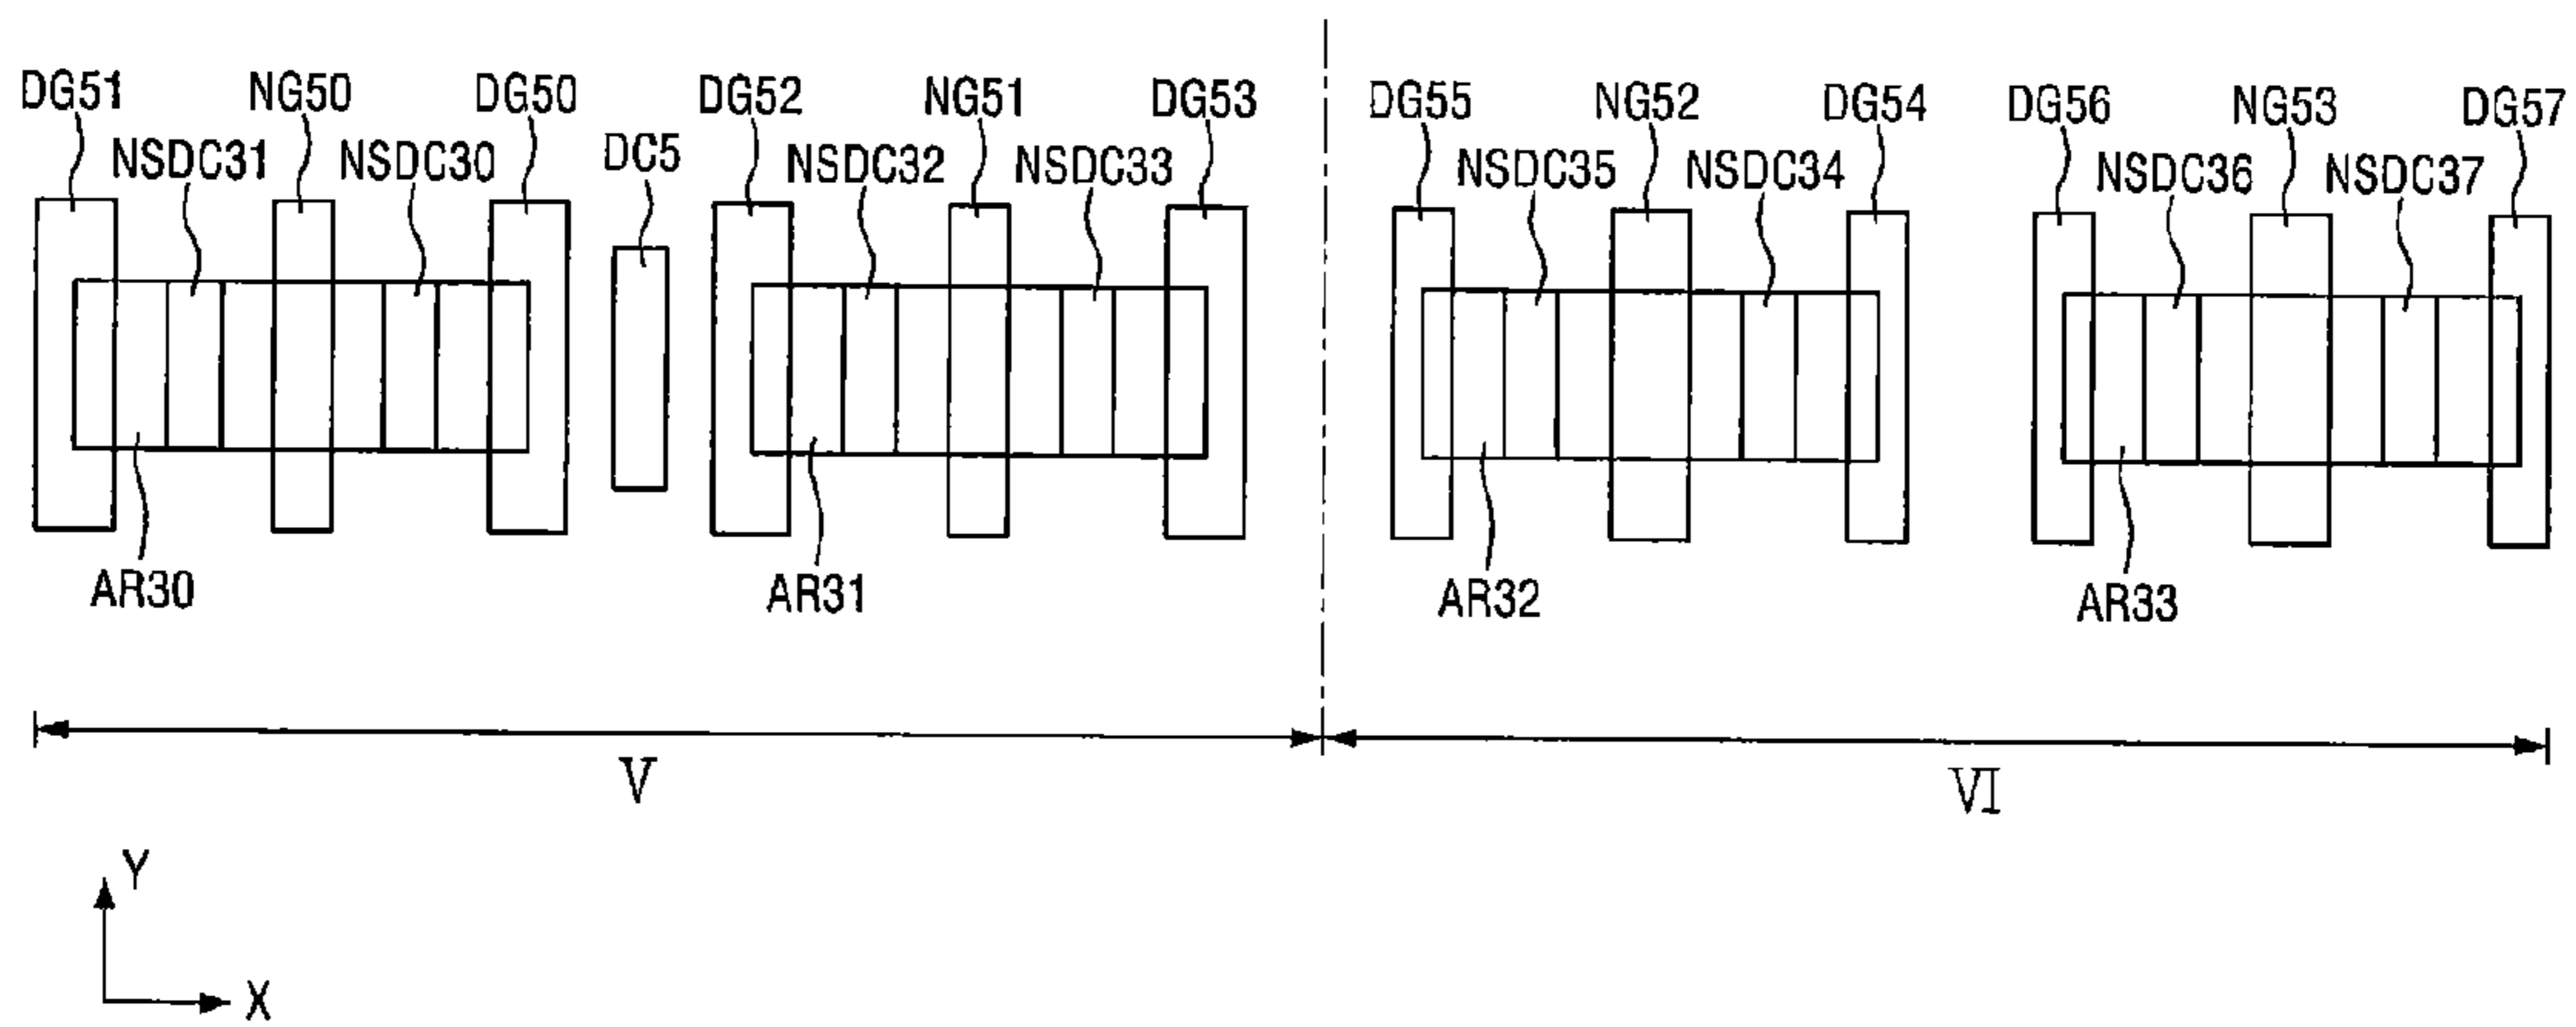 DG51 NG50 DG50 DG52 NG51 DG53 DG55 NG52 DG54 DG56 NG53 DG57
NSDC31 NSDC30 DC5 NSDC32 NSDC33 NSDC35 NSDC34 NSDC36 NSDC37
AR30 AR31 AR32 AR33
V VI
Y
X